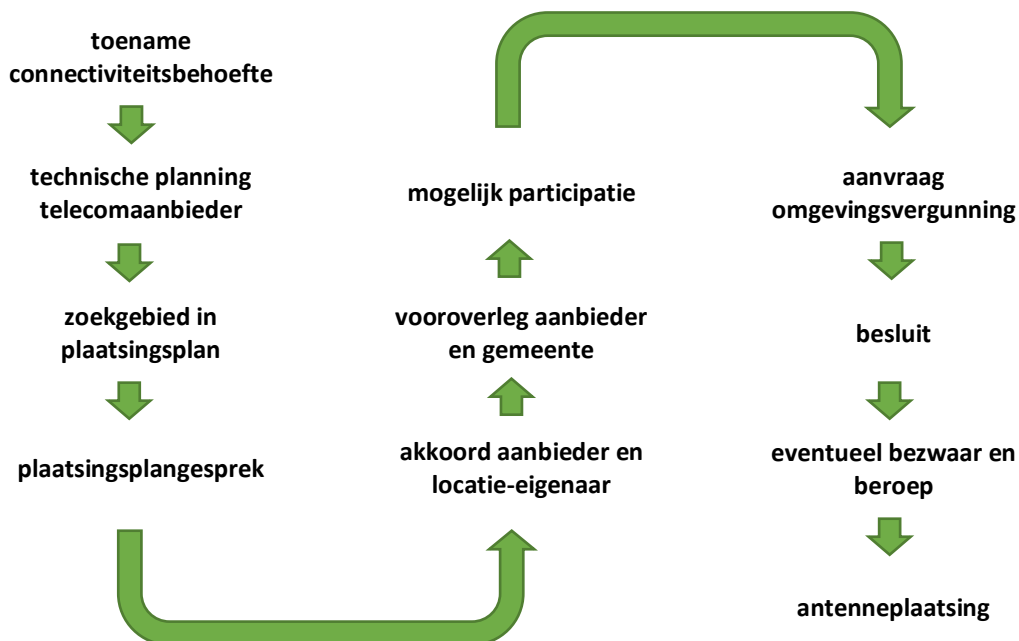 toename
connectiviteitsbehoefte
technische planning
telecomaanbieder
zoekgebied in
plaatsingsplan
plaatsingsplangesprek
akkoord aanbieder en
locatie-eigenaar
vooroverleg aanbieder
en gemeente
mogelijk participatie
aanvraag
omgevingsvergunning
besluit
eventueel bezwaar en
beroep
antenneplaatsing